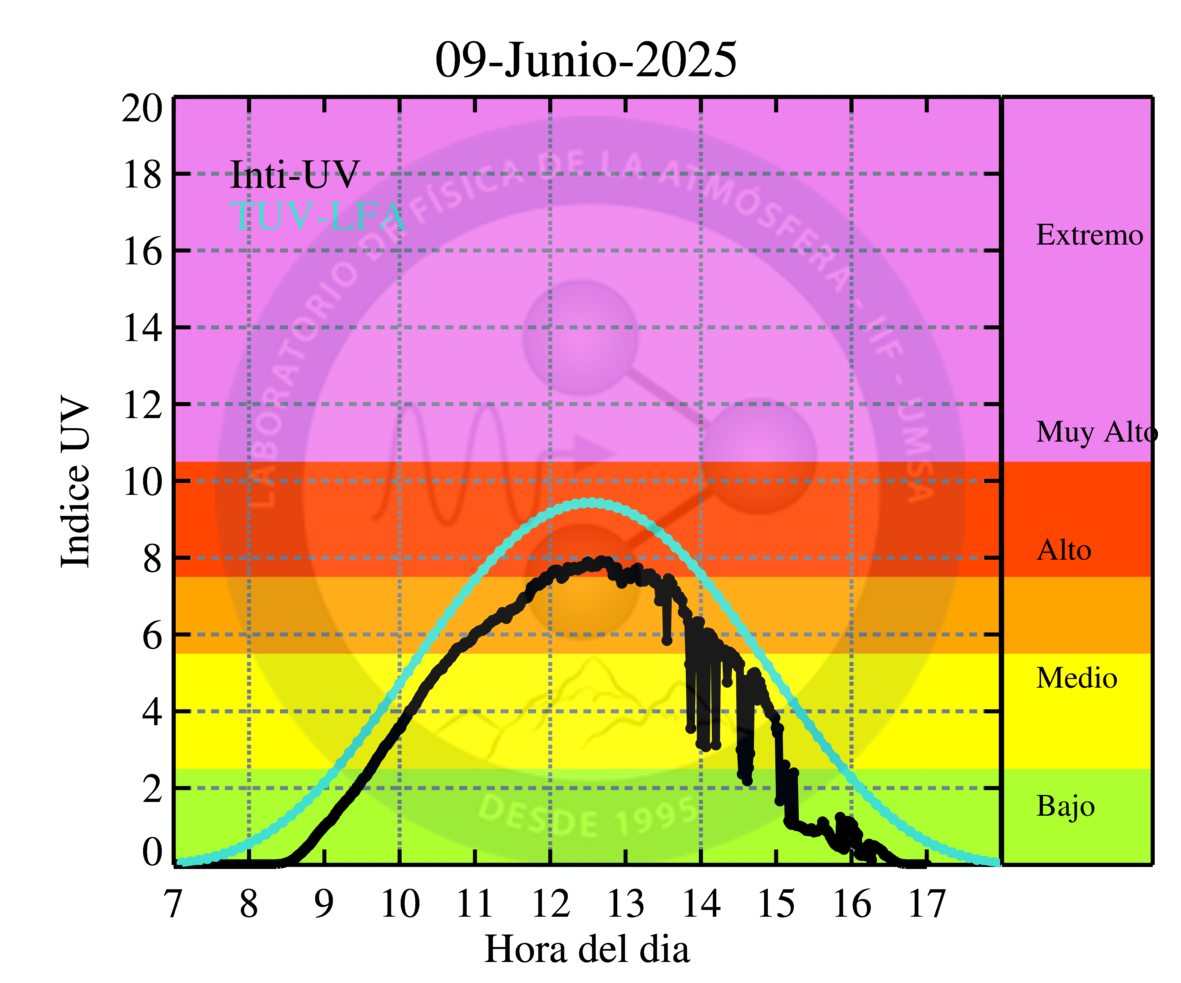 09-Junio-2025
Indice UV
20
18
16
14
12
10
8
6
4
2
0
Inti-UV
TUV-LFA
LABORATORIO DE FÍSICA DE LA ATMÓSFERA - IIF - UMSA
DESDE 1995
Extremo
Muy Alto
Alto
Medio
Bajo
7 8 9 10 11 12 13 14 15 16 17
Hora del dia